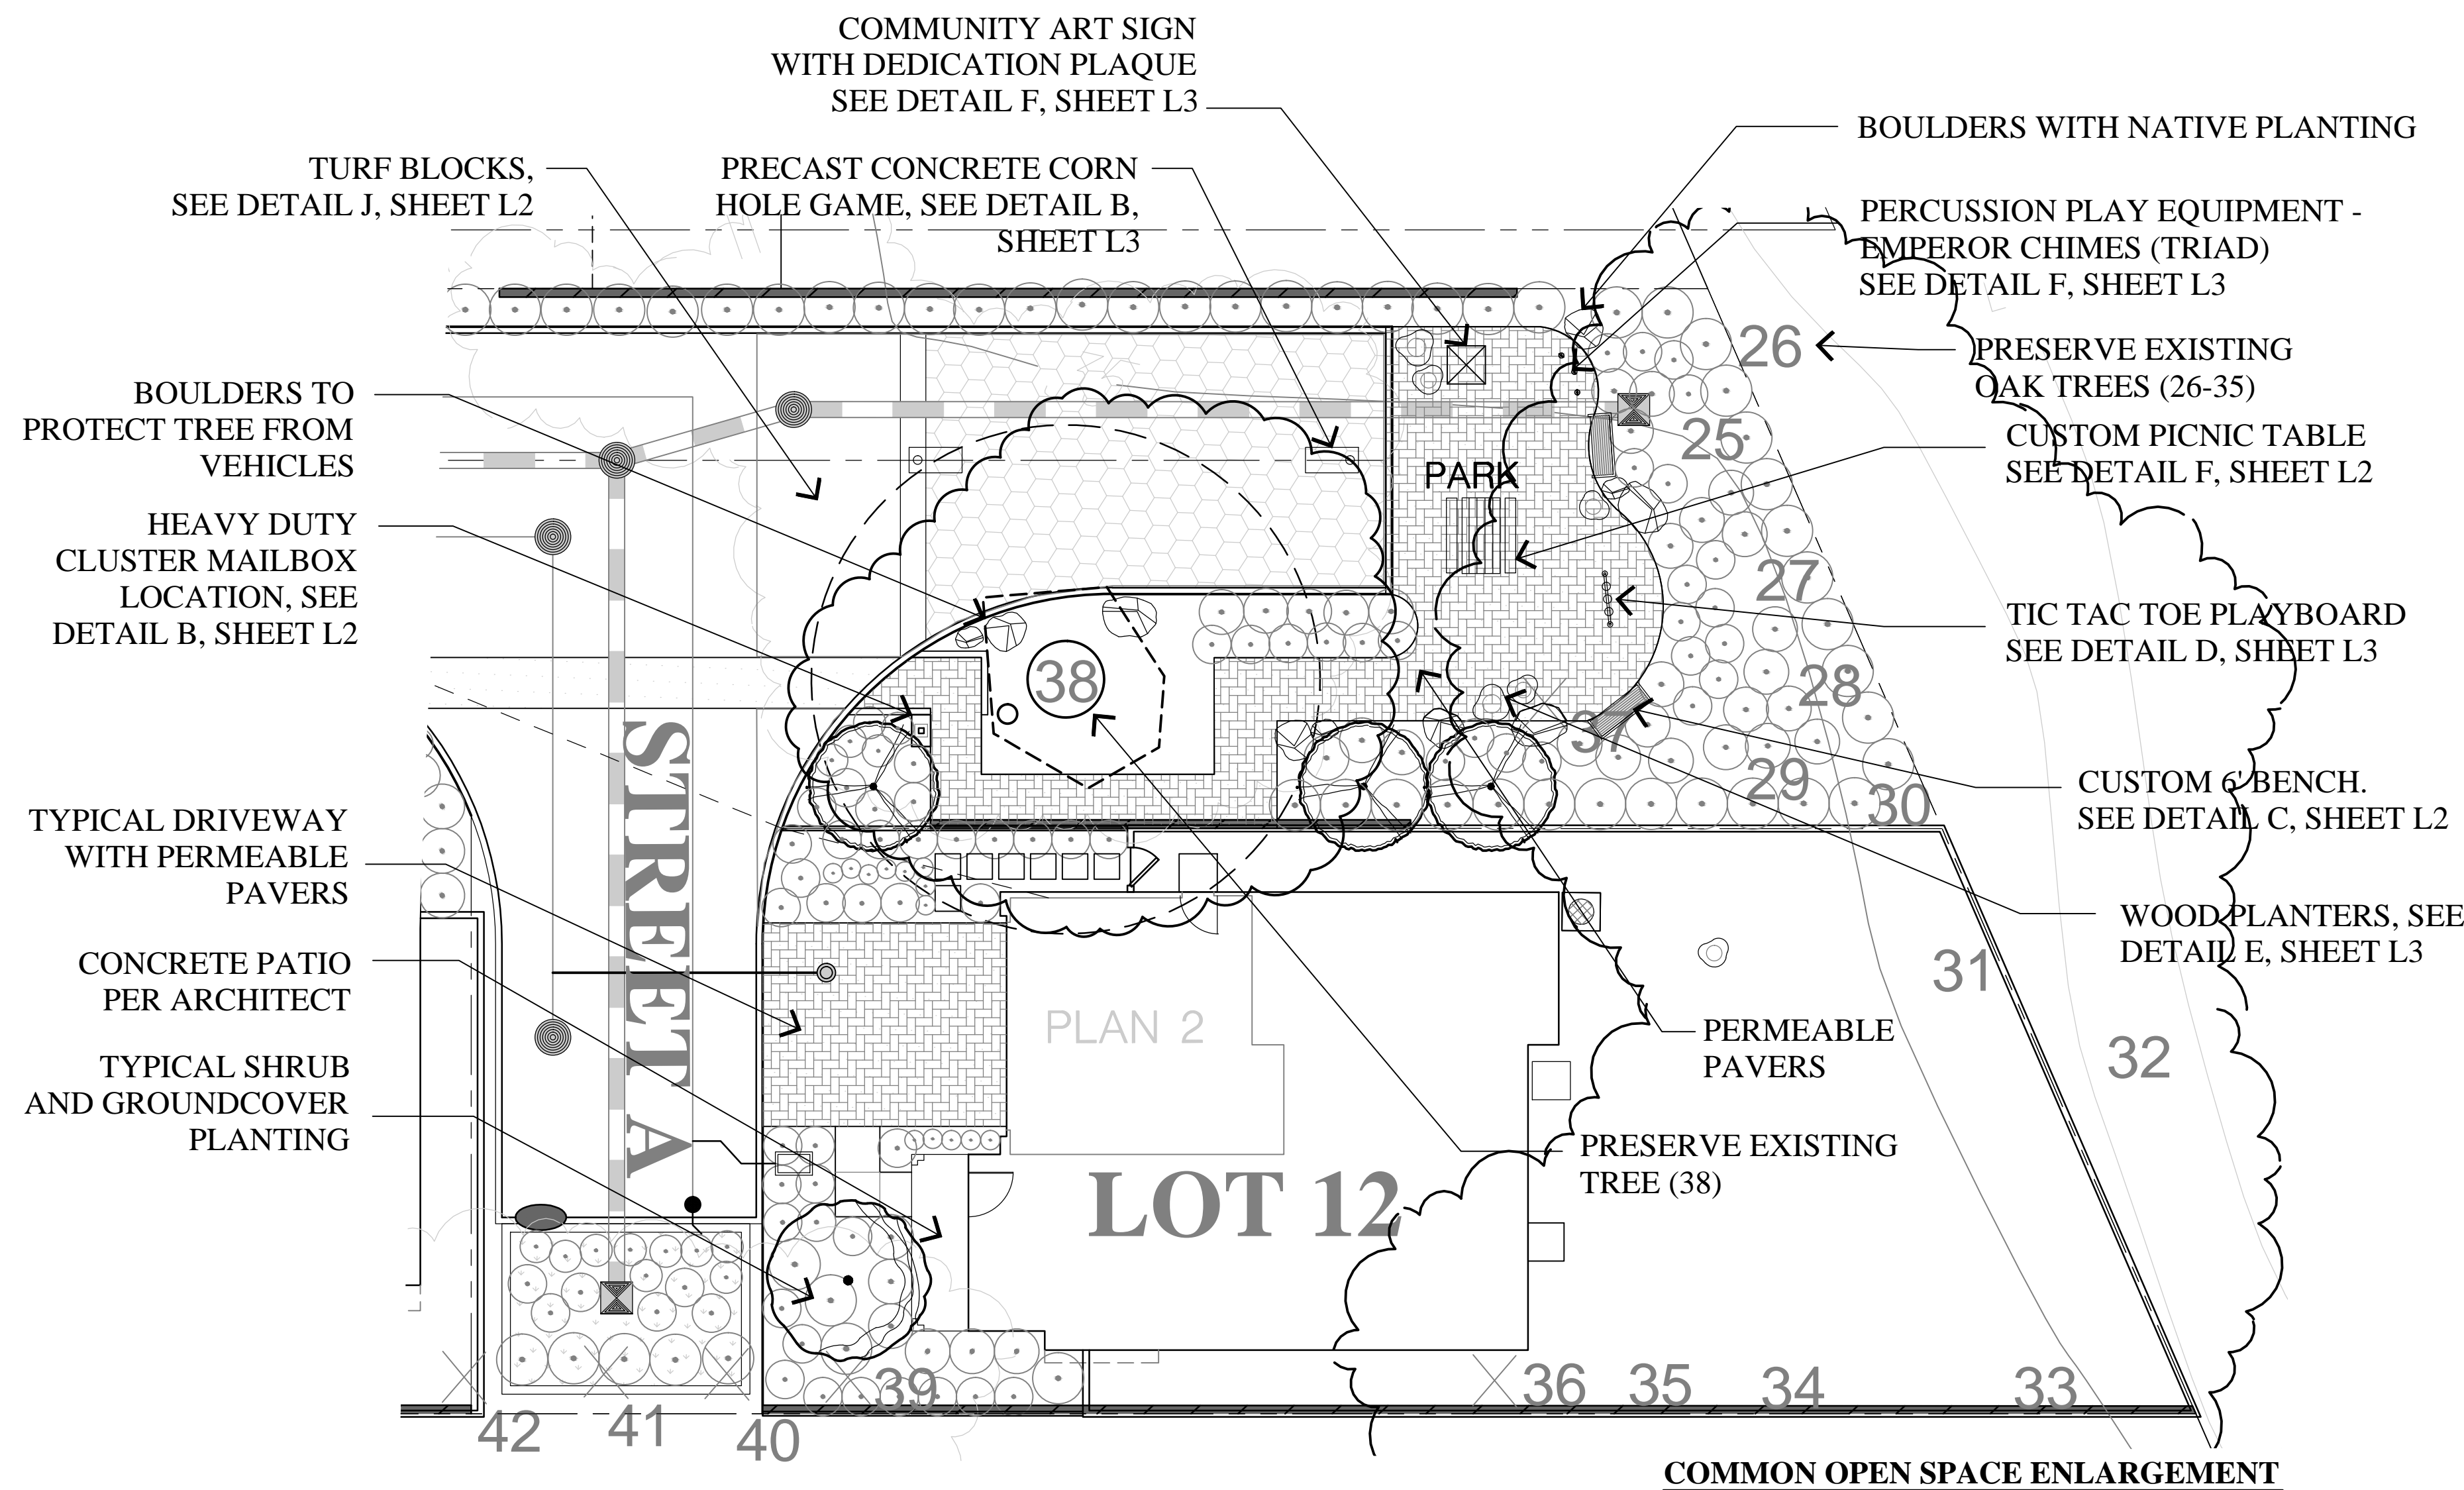 COMMUNITY ART SIGN
WITH DEDICATION PLAQUE
SEE DETAIL F, SHEET L3
BOULDERS WITH NATIVE PLANTING
TURF BLOCKS,
SEE DETAIL J, SHEET L2
PRECAST CONCRETE CORN
HOLE GAME, SEE DETAIL B,
SHEET L3
PERCUSSION PLAY EQUIPMENT -
EMPEROR CHIMES (TRIAD)
SEE DETAIL F, SHEET L3
26
PRESERVE EXISTING
OAK TREES (26-35)
BOULDERS TO
PROTECT TREE FROM
VEHICLES
25
CUSTOM PICNIC TABLE
SEE DETAIL F, SHEET L2
PARK
HEAVY DUTY
CLUSTER MAILBOX
LOCATION, SEE
DETAIL B, SHEET L2
27
TIC TAC TOE PLAYBOARD
SEE DETAIL D, SHEET L3
38
28
37
29
30
CUSTOM 6' BENCH.
SEE DETAIL C, SHEET L2
TYPICAL DRIVEWAY
WITH PERMEABLE
PAVERS
STREET A
WOOD PLANTERS, SEE
DETAIL E, SHEET L3
CONCRETE PATIO
PER ARCHITECT
31
PLAN 2
PERMEABLE
PAVERS
32
TYPICAL SHRUB
AND GROUNDCOVER
PLANTING
PRESERVE EXISTING
TREE (38)
LOT 12
39
36
35
34
33
42
41
40
COMMON OPEN SPACE ENLARGEMENT